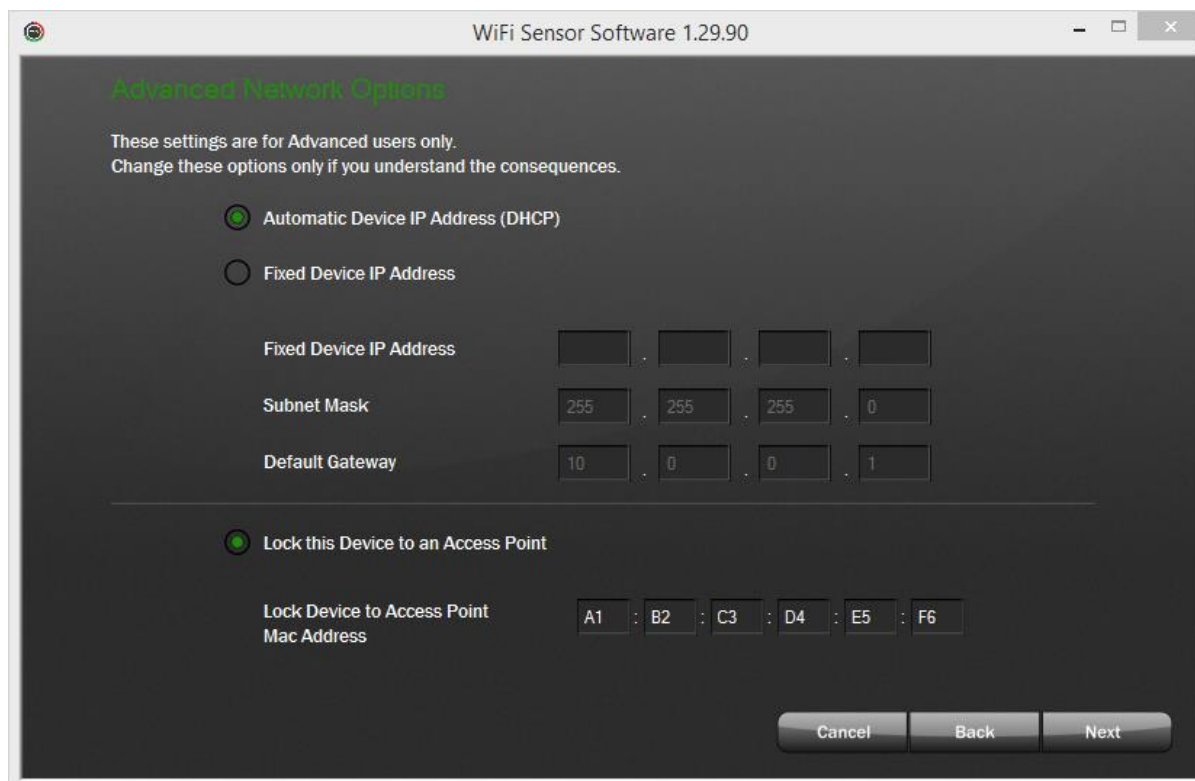 WiFi Sensor Software 1.29.90
Advanced Network Options
These settings are for Advanced users only.
Change these options only if you understand the consequences.
Automatic Device IP Address (DHCP)
Fixed Device IP Address
Fixed Device IP Address . . .
Subnet Mask 255 . 255 . 255 . 0
Default Gateway 10 . 0 . 0 . 1
Lock this Device to an Access Point
Lock Device to Access Point
Mac Address
A1 : B2 : C3 : D4 : E5 : F6
Cancel Back Next